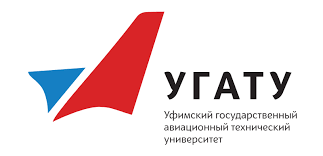 УГАТУ
Уфимский государственный
авиационный технический
университет